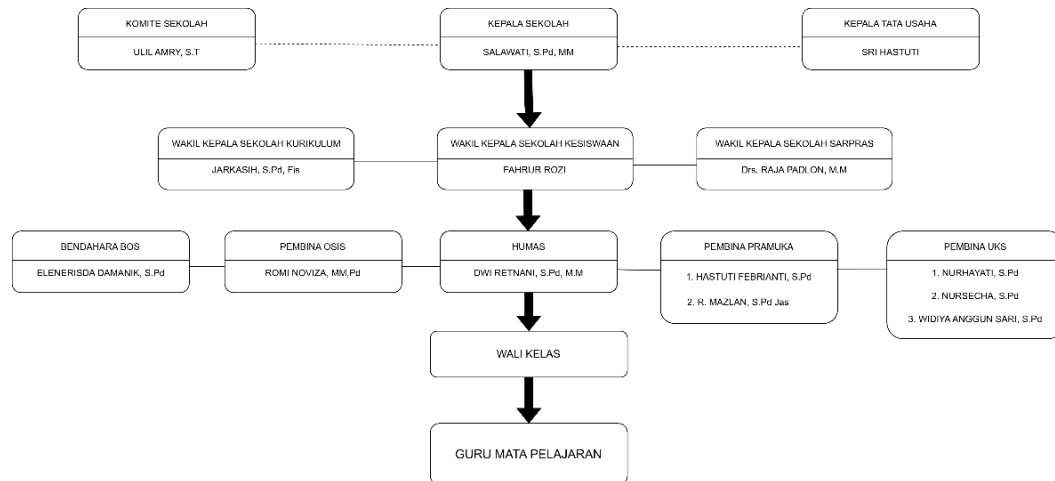 KOMITE SEKOLAH
ULIL AMRY, S.T
KEPALA SEKOLAH
SALAWATI, S.Pd, MM
KEPALA TATA USAHA
SRI HASTUTI
WAKIL KEPALA SEKOLAH KURIKULUM
JARKASIH, S.Pd, Fis
WAKIL KEPALA SEKOLAH KESISWAAN
FAHRUR ROZI
WAKIL KEPALA SEKOLAH SARPRAS
Drs. RAJA PADLON, M.M
BENDAHARA BOS
ELENERISDA DAMANIK, S.Pd
PEMBINA OSIS
ROMI NOVIZA, MM,Pd
HUMAS
DWI RETNANI, S.Pd, M.M
PEMBINA PRAMUKA
1. HASTUTI FEBRIANTI, S.Pd
2. R. MAZLAN, S.Pd Jas
PEMBINA UKS
1. NURHAYATI, S.Pd
2. NURSECHA, S.Pd
3. WIDIYA ANGGUN SARI, S.Pd
WALI KELAS
GURU MATA PELAJARAN